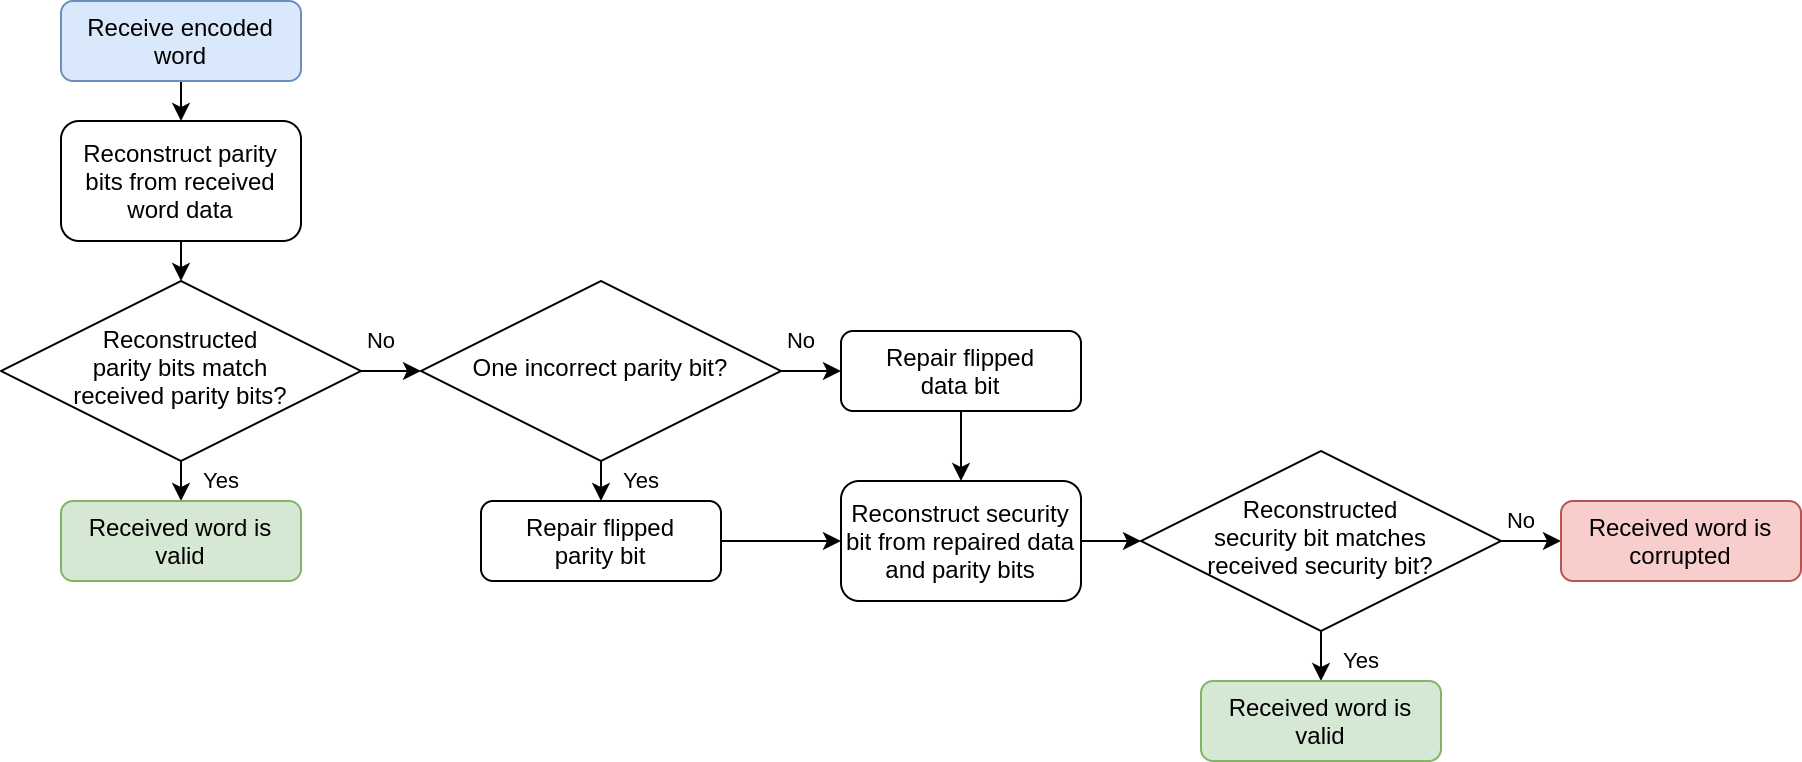 Receive encoded
word
Reconstruct parity
bits from received
word data
Reconstructed
parity bits match
received parity bits?
No
One incorrect parity bit?
No
Repair flipped
data bit
Yes
Received word is
valid
Yes
Repair flipped
parity bit
Reconstruct security
bit from repaired data
and parity bits
Reconstructed
security bit matches
received security bit?
No
Received word is
corrupted
Yes
Received word is
valid